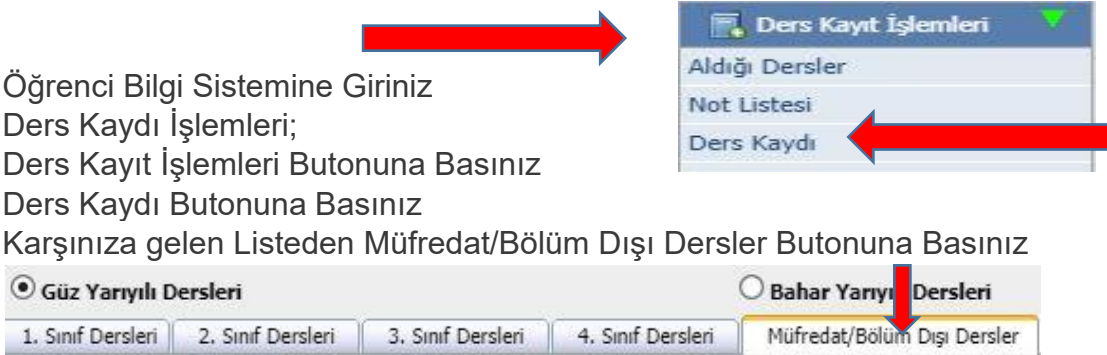 Ders Kayıt İşlemleri
Aldığı Dersler
Not Listesi
Ders Kaydı
Öğrenci Bilgi Sistemine Giriniz
Ders Kaydı İşlemleri;
Ders Kayıt İşlemleri Butonuna Basınız
Ders Kaydı Butonuna Basınız
Karşınıza gelen Listeden Müfredat/Bölüm Dışı Dersler Butonuna Basınız
Güz Yarıyılı Dersleri Bahar Dersleri
1. Sınıf Dersleri 2. Sınıf Dersleri 3. Sınıf Dersleri 4. Sınıf Dersleri Müfredat/Bölüm Dışı Dersler